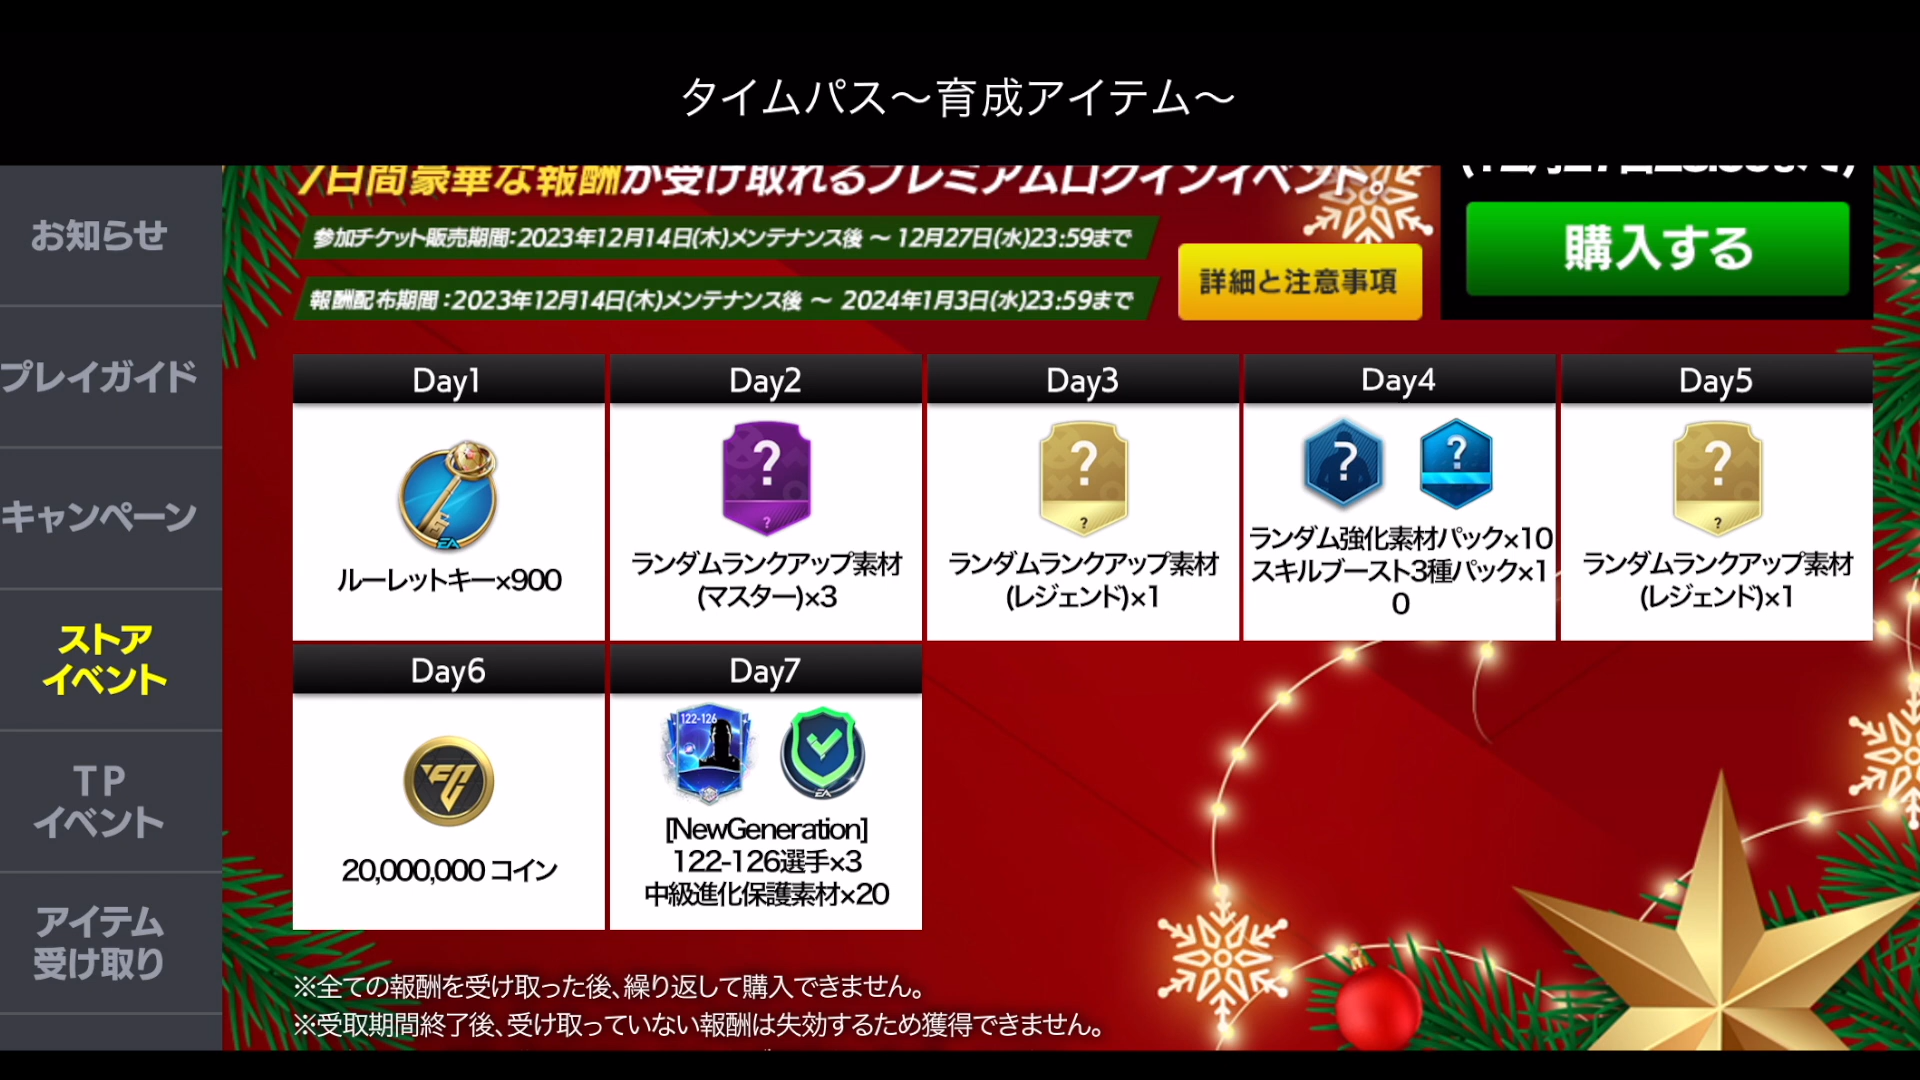 タイムパス～育成アイテム～
7日間豪華な報酬が受け取れるプレミアムログインイベント。
参加チケット販売期間：2023年12月14日(木)メンテナンス後 ～ 12月27日(水)23:59まで
報酬配布期間：2023年12月14日(木)メンテナンス後 ～ 2024年1月3日(水)23:59まで
詳細と注意事項
購入する
お知らせ
プレイガイド
キャンペーン
ストア
イベント
TP
イベント
アイテム
受け取り
Day1
ルーレットキー×900
Day2
?
?
ランダムランクアップ素材
(マスター)×3
Day3
?
?
ランダムランクアップ素材
(レジェンド)×1
Day4
?
?
ランダム強化素材パック×10
スキルブースト3種パック×1
0
Day5
?
?
ランダムランクアップ素材
(レジェンド)×1
Day6
FC
20,000,000 コイン
Day7
122-126
EA
[NewGeneration]
122-126選手×3
中級進化保護素材×20
※全ての報酬を受け取った後、繰り返して購入できません。
※受取期間終了後、受け取っていない報酬は失効するため獲得できません。